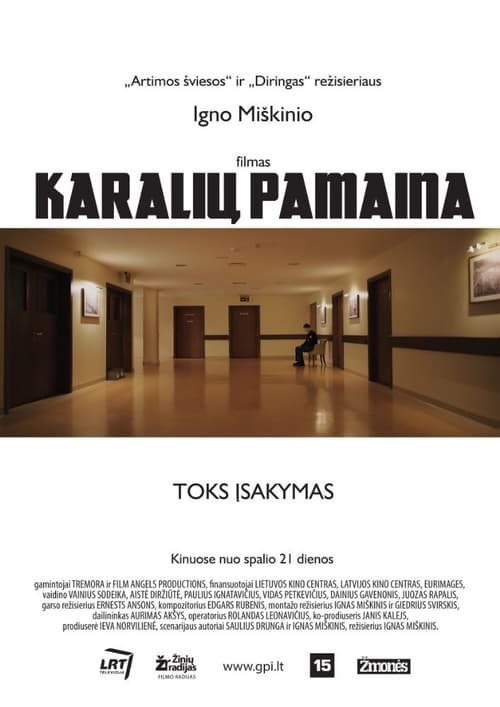 „Artimos šviesos“ ir „Diringas“ režisieriaus
Igno Miškinio
filmas
KARALIŲ PAMAINA
TOKS ĮSAKYMAS
Kinuose nuo spalio 21 dienos
gamintojai TREMORA ir FILM ANGELS PRODUCTIONS, finansuotojai LIETUVOS KINO CENTRAS, LATVIJOS KINO CENTRAS, EURIMAGES,
vaidino VAINIUS SODEIKA, AISTĖ DIRŽIŪTĖ, PAULIUS IGNATAVIČIUS, VIDAS PETKEVIČIUS, DAINIUS GAVENONIS, JUOZAS RAPALIS,
garso režisierius ERNESTS ANSONS, kompozitorius EDGARS RUBENIS, montažo režisierius IGNAS MIŠKINIS ir GIEDRIUS SVIRSKIS,
dailininkas AURIMAS AKŠYS, operatorius ROLANDAS LEONAVIČIUS, ko-prodiuseris JANIS KALEJS,
prodiuserė IEVA NORVILIENĖ, scenarijaus autoriai SAULIUS DRUNGA ir IGNAS MIŠKINIS, režisierius IGNAS MIŠKINIS.
LRT
TELEVIZIJA
Žinių
radijas
FILMO RADIJAS
www.gpi.lt
15
Žmonės